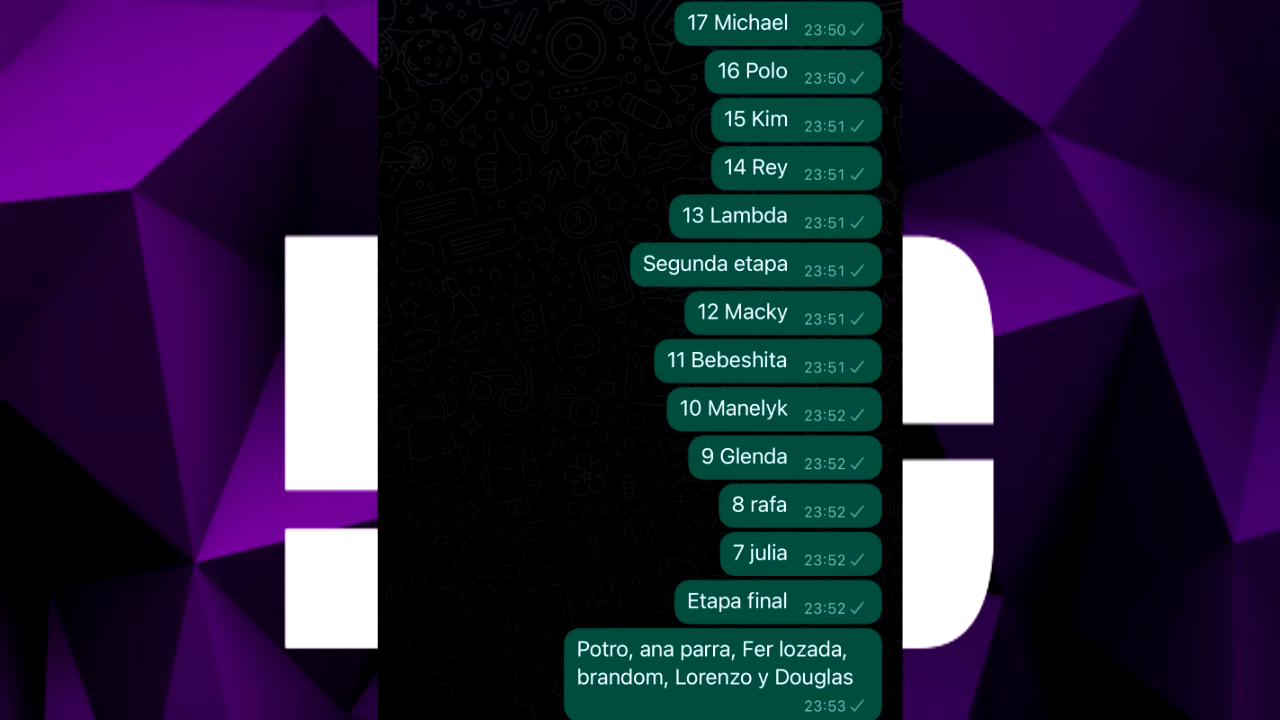 17 Michael 23:50
16 Polo 23:50
15 Kim 23:51
14 Rey 23:51
13 Lambda 23:51
Segunda etapa 23:51
12 Macky 23:51
11 Bebeshita 23:51
10 Manelyk 23:52
9 Glenda 23:52
8 rafa 23:52
7 julia 23:52
Etapa final 23:52
Potro, ana parra, Fer lozada,
brandom, Lorenzo y Douglas
23:53